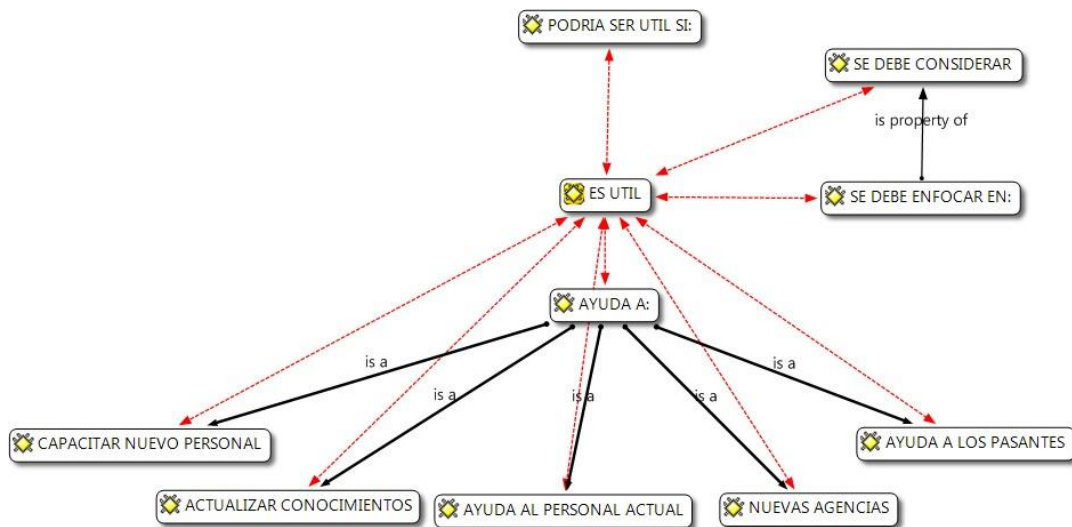 PODRIA SER UTIL SI:
SE DEBE CONSIDERAR
is property of
ES UTIL
SE DEBE ENFOCAR EN:
AYUDA A:
is a
is a
is a
is a
is a
CAPACITAR NUEVO PERSONAL
AYUDA A LOS PASANTES
ACTUALIZAR CONOCIMIENTOS
AYUDA AL PERSONAL ACTUAL
NUEVAS AGENCIAS